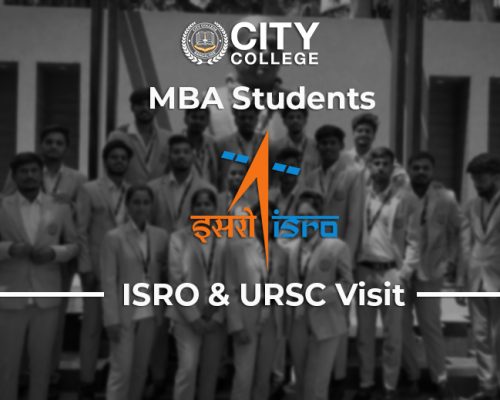 CITY
COLLEGE
MBA Students
इसरो isro
ISRO & URSC Visit